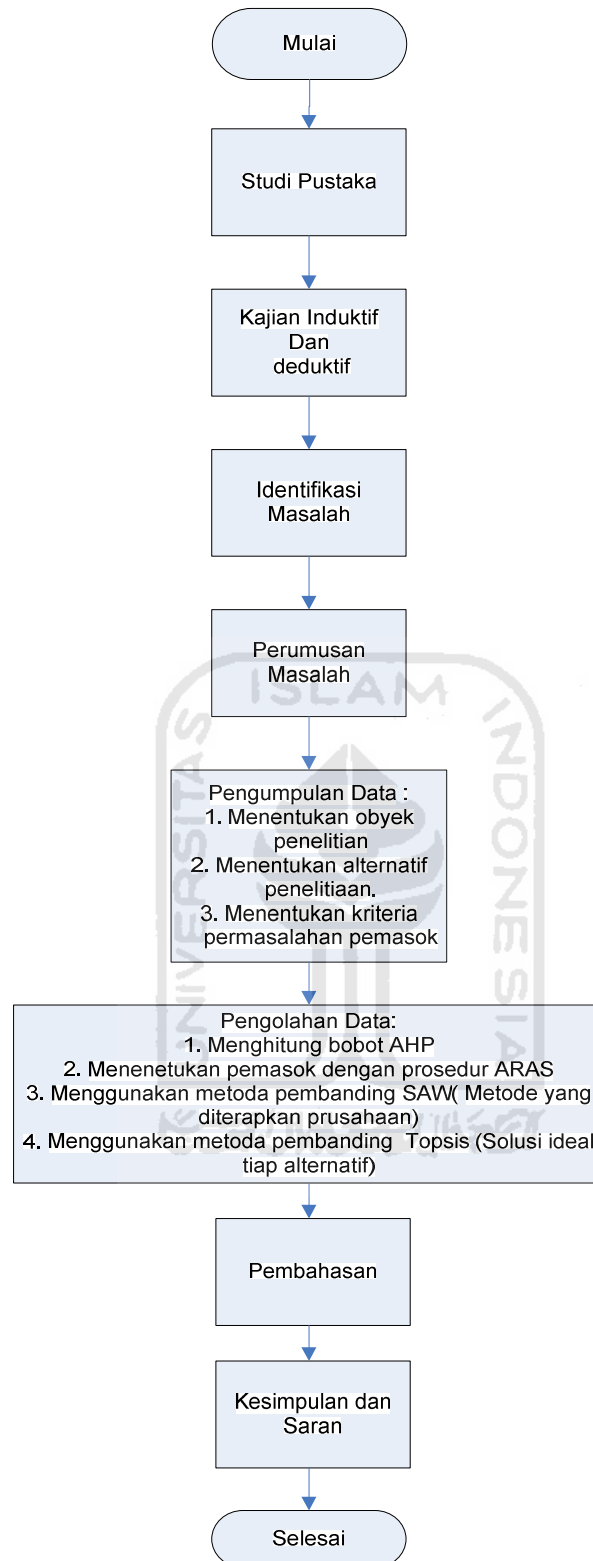 Mulai
Studi Pustaka
Kajian Induktif
Dan
deduktif
Identifikasi
Masalah
Perumusan
Masalah
ISLAM
UNIVERSITAS
INDONESIA
Pengumpulan Data :
1. Menentukan obyek
penelitian
2. Menentukan alternatif
penelitiaan.
3. Menentukan kriteria
permasalahan pemasok
Pengolahan Data:
1. Menghitung bobot AHP
2. Menenetukan pemasok dengan prosedur ARAS
3. Menggunakan metoda pembanding SAW( Metode yang
diterapkan prusahaan)
4. Menggunakan metoda pembanding Topsis (Solusi ideal
tiap alternatif)
Pembahasan
Kesimpulan dan
Saran
Selesai